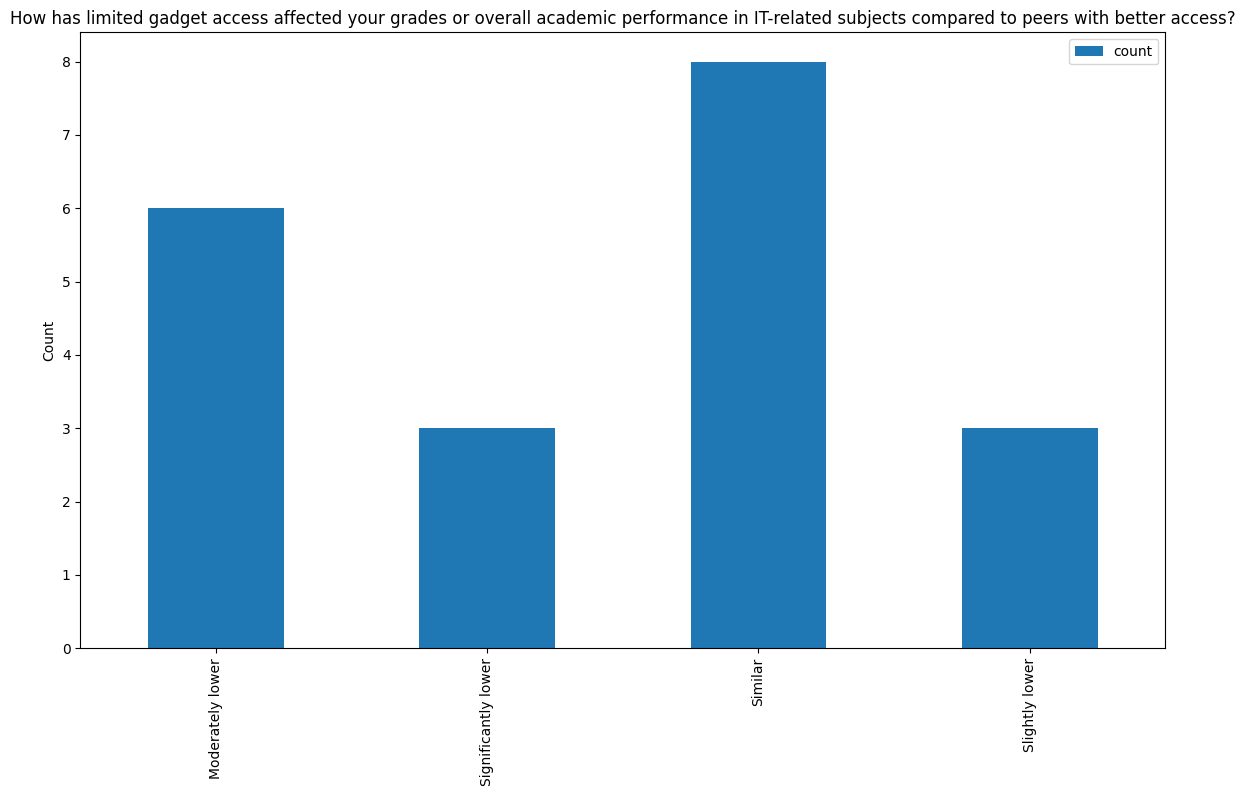 How has limited gadget access affected your grades or overall academic performance in IT-related subjects compared to peers with better access?
count
8
7
6
5
4
3
2
1
0
Count
Moderately lower
Significantly lower
Similar
Slightly lower